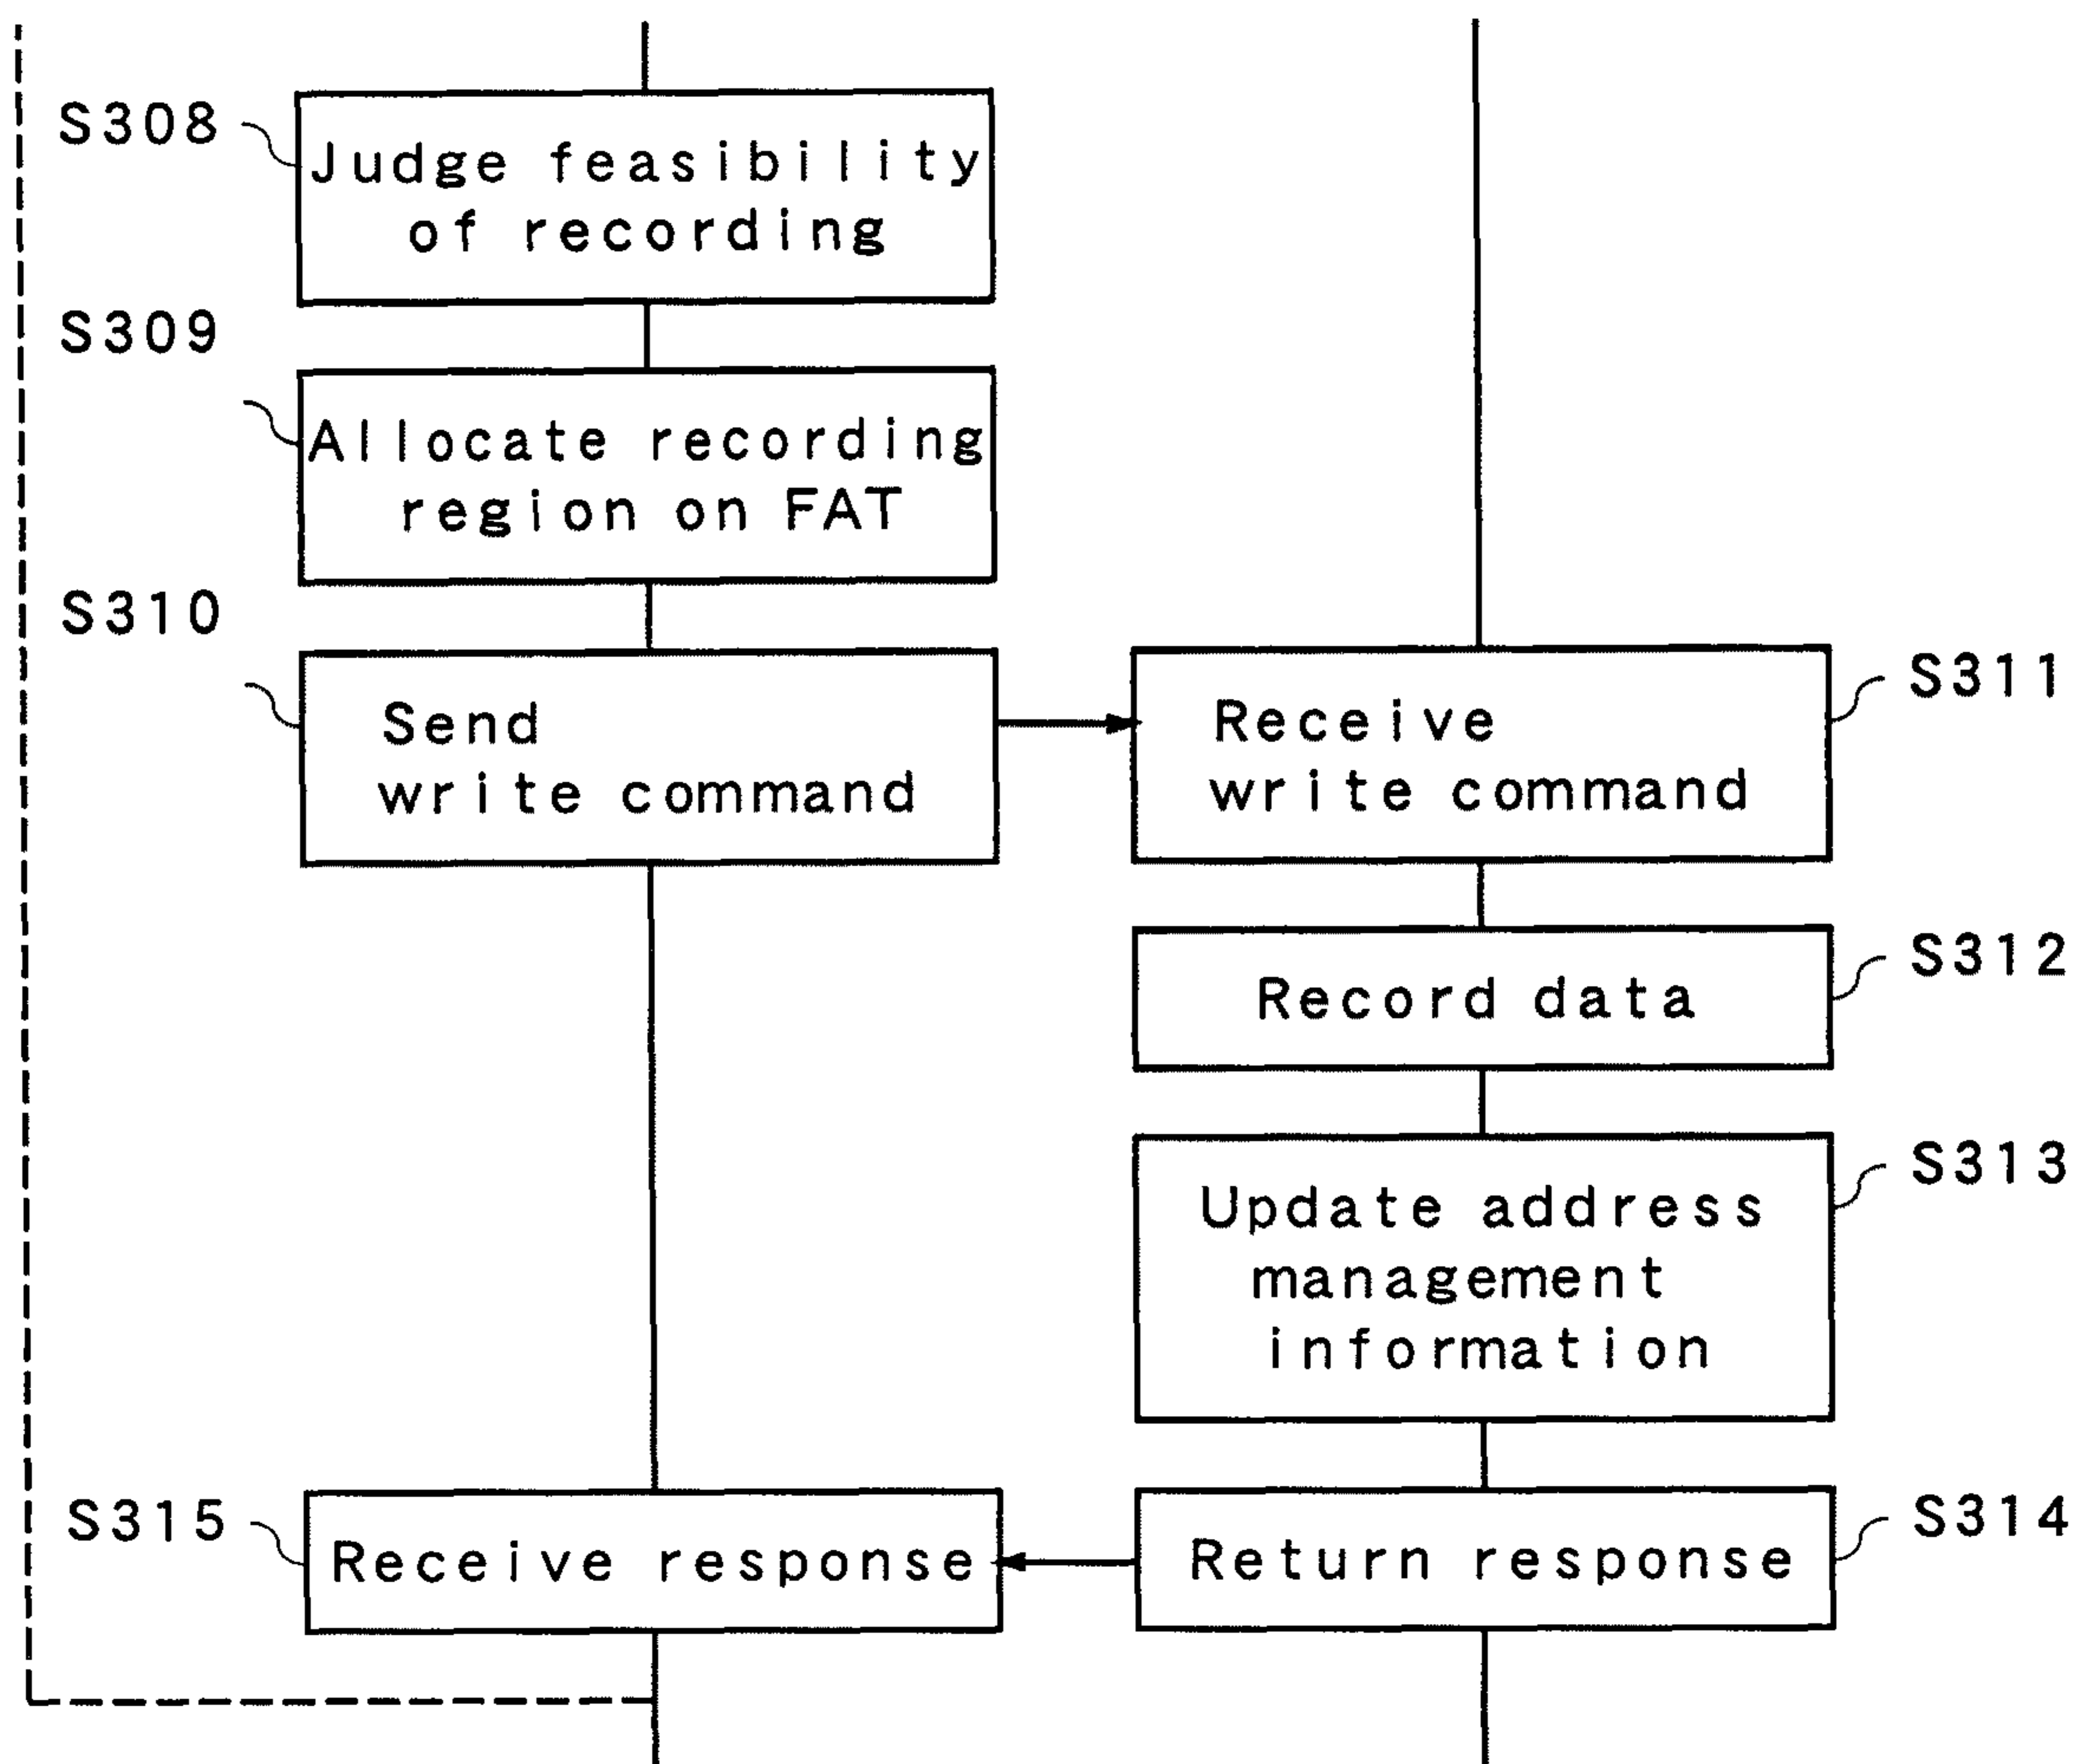 S308
Judge feasibility
of recording
S309
Allocate recording
region on FAT
S310
Send
write command
Receive
write command
S311
Record data
S312
Update address
management
information
S313
S315
Receive response
Return response
S314